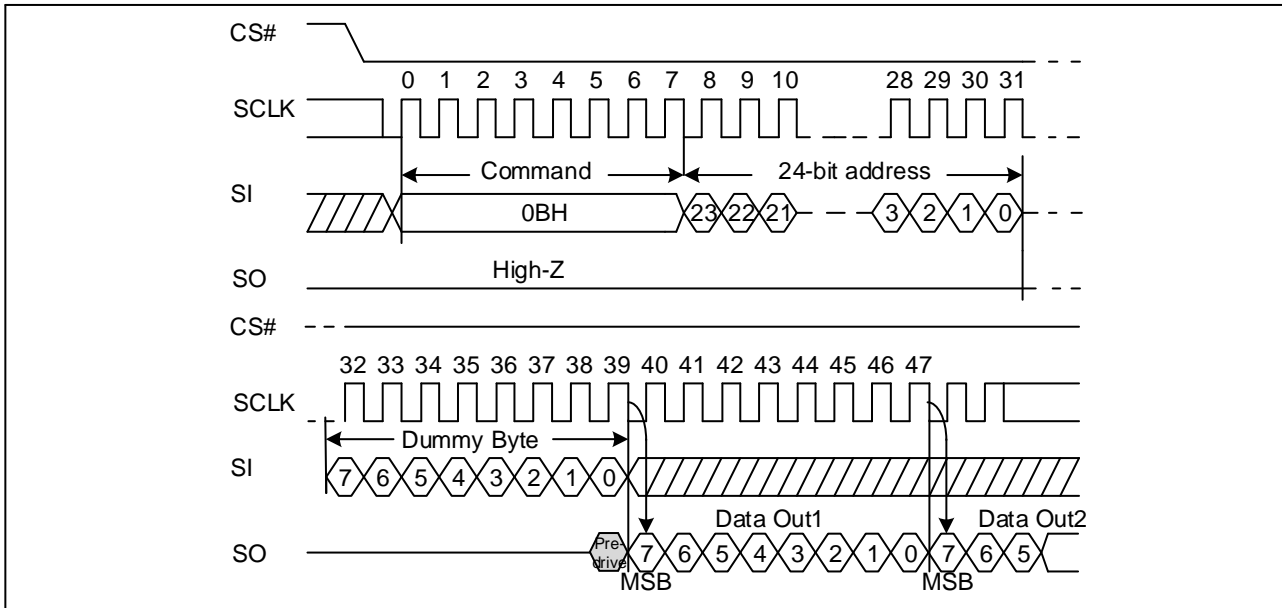 CS#
0 1 2 3 4 5 6 7 8 9 10 28 29 30 31
SCLK
Command 24-bit address
SI
0BH 23 22 21 3 2 1 0
High-Z
SO
CS#
32 33 34 35 36 37 38 39 40 41 42 43 44 45 46 47
SCLK
Dummy Byte
SI 7 6 5 4 3 2 1 0
Data Out1 Data Out2
SO Pre-drive 7 6 5 4 3 2 1 0 7 6 5
MSB MSB